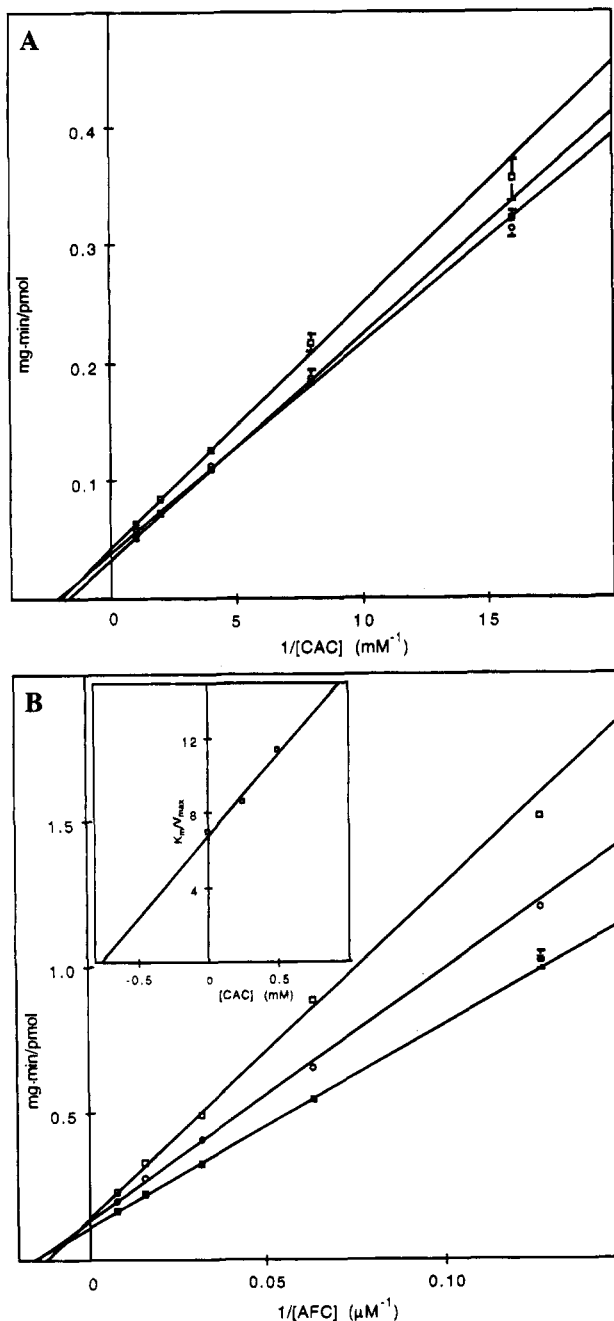 A
0.4
0.3
0.2
0.1
mg-min/pmol
0 5 10 15
1/[CAC] (mM⁻¹)
B
12
8
4
Km/Vmax
-0.5 0 0.5
[CAC] (mM)
1.5
1.0
0.5
mg-min/pmol
0 0.05 0.10
1/[AFC] (μM⁻¹)